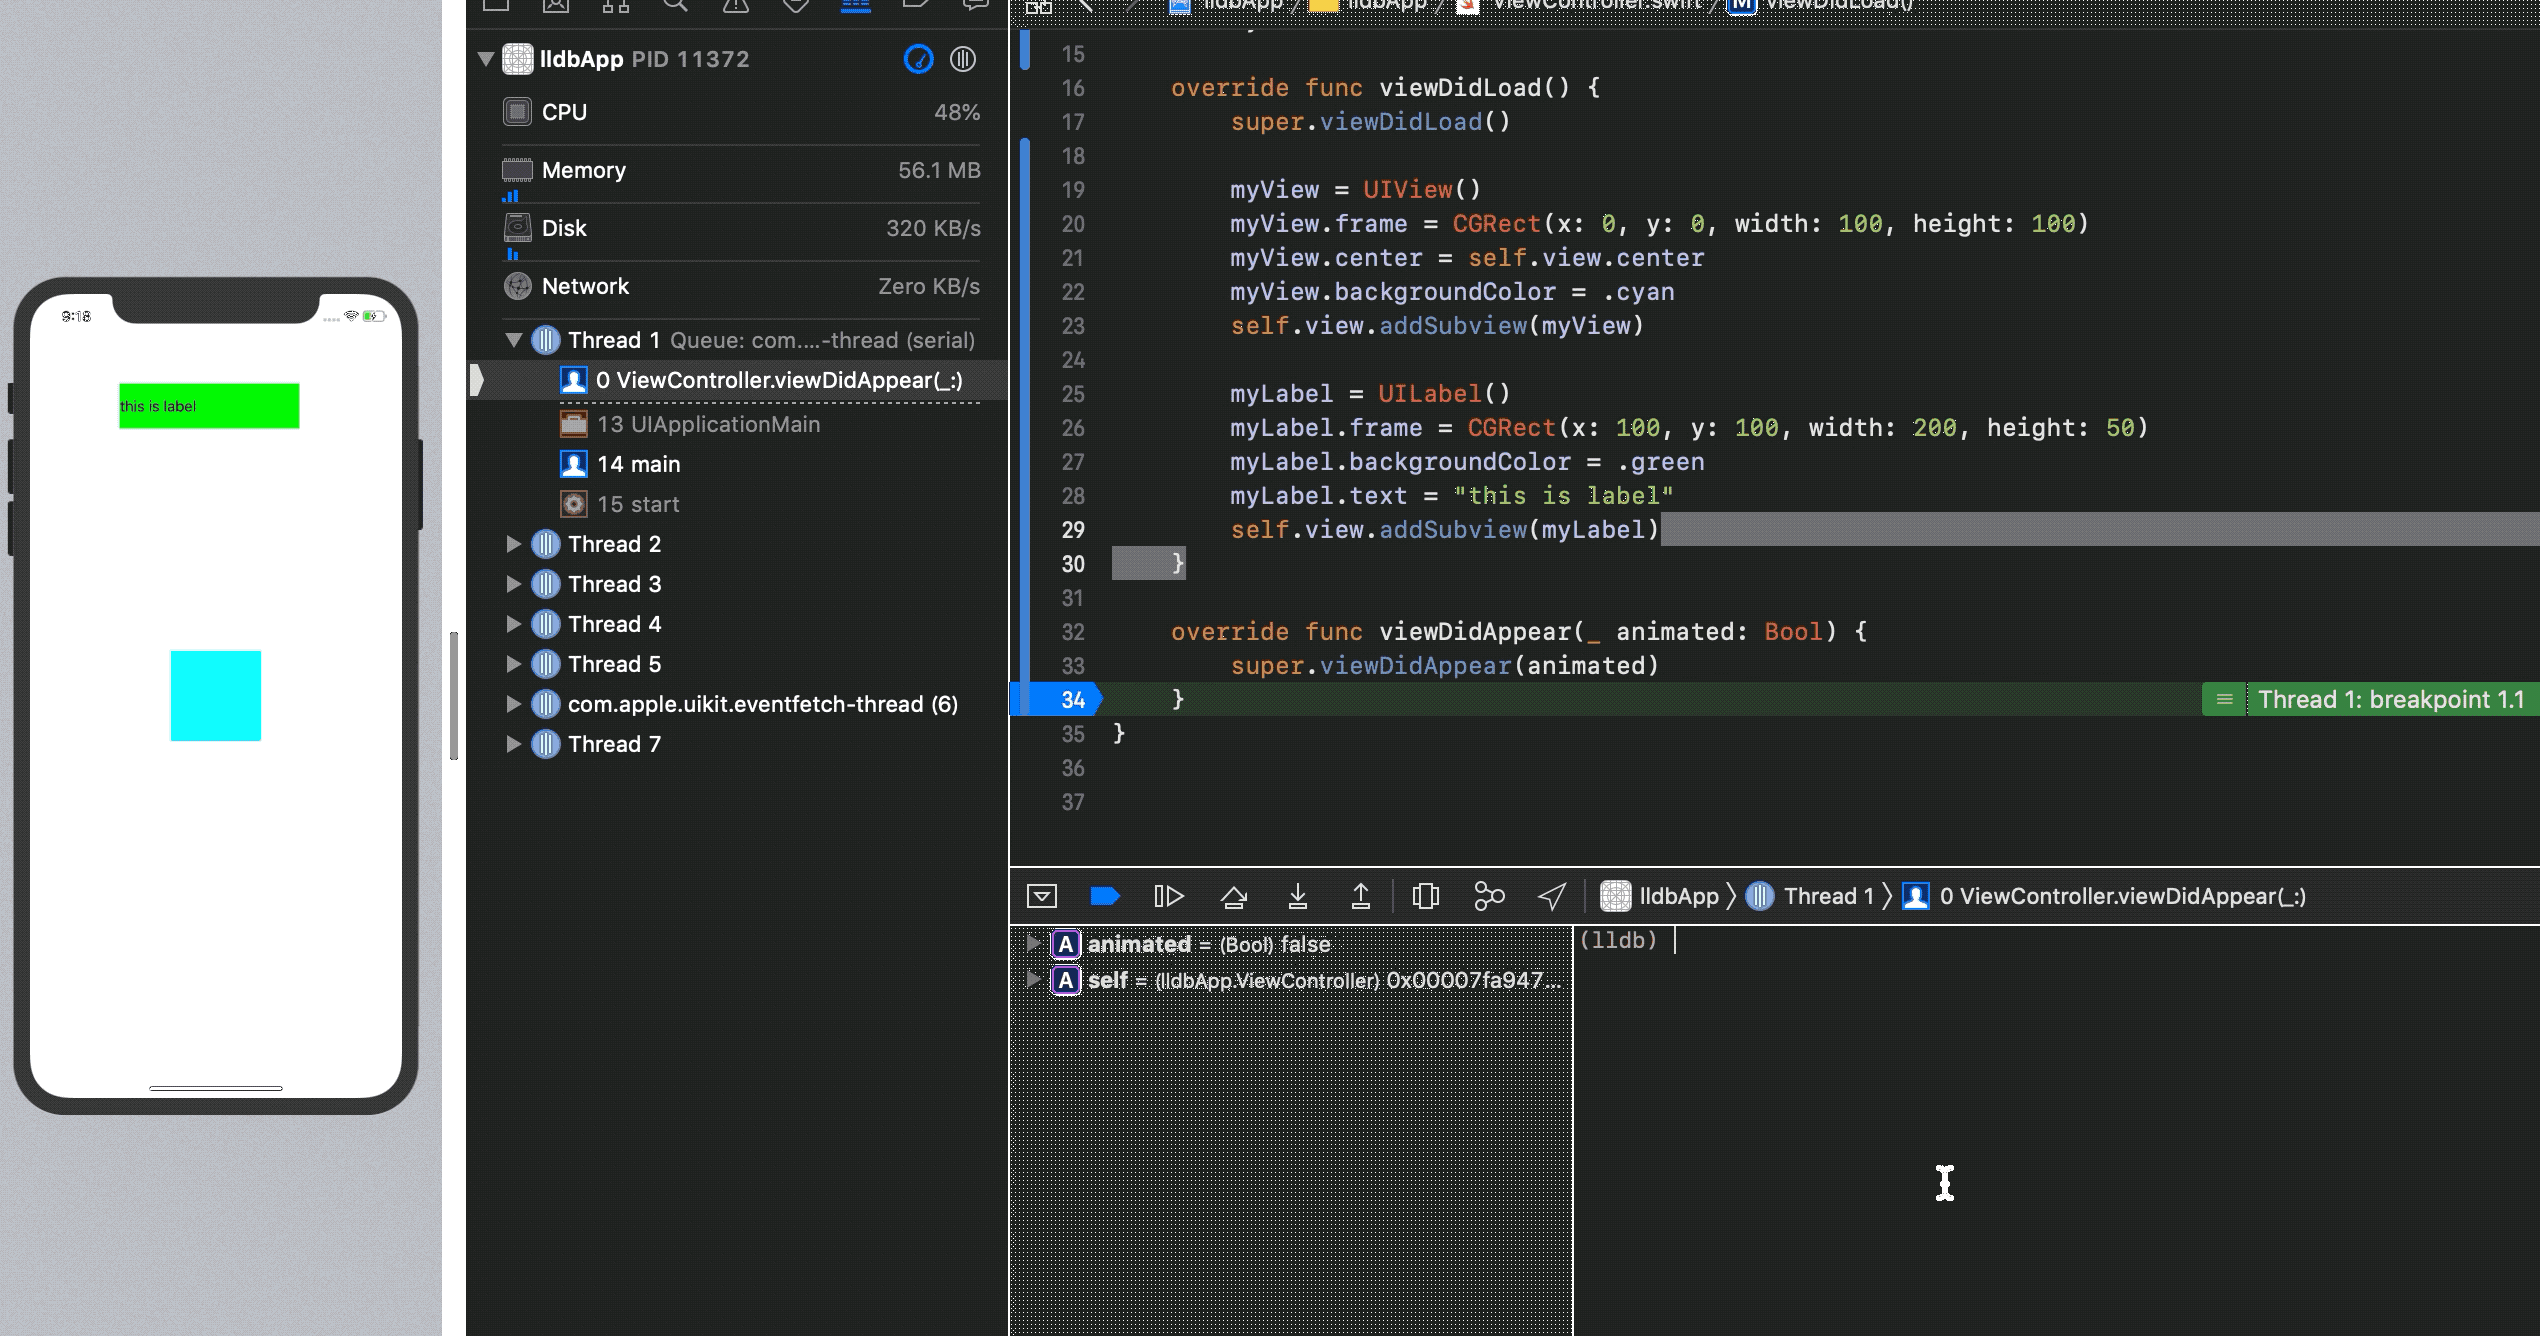 9:18
this is label
lldbApp PID 11372
CPU 48%
Memory 56.1 MB
Disk 320 KB/s
Network Zero KB/s
Thread 1 Queue: com....-thread (serial)
0 ViewController.viewDidAppear(_:)
13 UIApplicationMain
14 main
15 start
Thread 2
Thread 3
Thread 4
Thread 5
com.apple.uikit.eventfetch-thread (6)
Thread 7
lldbApp lldbApp ViewController.swift M viewDidLoad()
15
16 override func viewDidLoad() {
17 super.viewDidLoad()
18
19 myView = UIView()
20 myView.frame = CGRect(x: 0, y: 0, width: 100, height: 100)
21 myView.center = self.view.center
22 myView.backgroundColor = .cyan
23 self.view.addSubview(myView)
24
25 myLabel = UILabel()
26 myLabel.frame = CGRect(x: 100, y: 100, width: 200, height: 50)
27 myLabel.backgroundColor = .green
28 myLabel.text = "this is label"
29 self.view.addSubview(myLabel)
30 }
31
32 override func viewDidAppear(_ animated: Bool) {
33 super.viewDidAppear(animated)
34 } Thread 1: breakpoint 1.1
35 }
36
37
lldbApp Thread 1 0 ViewController.viewDidAppear(_:)
A animated = (Bool) false
A self = (lldbApp.ViewController) 0x00007fa947...
(lldb)